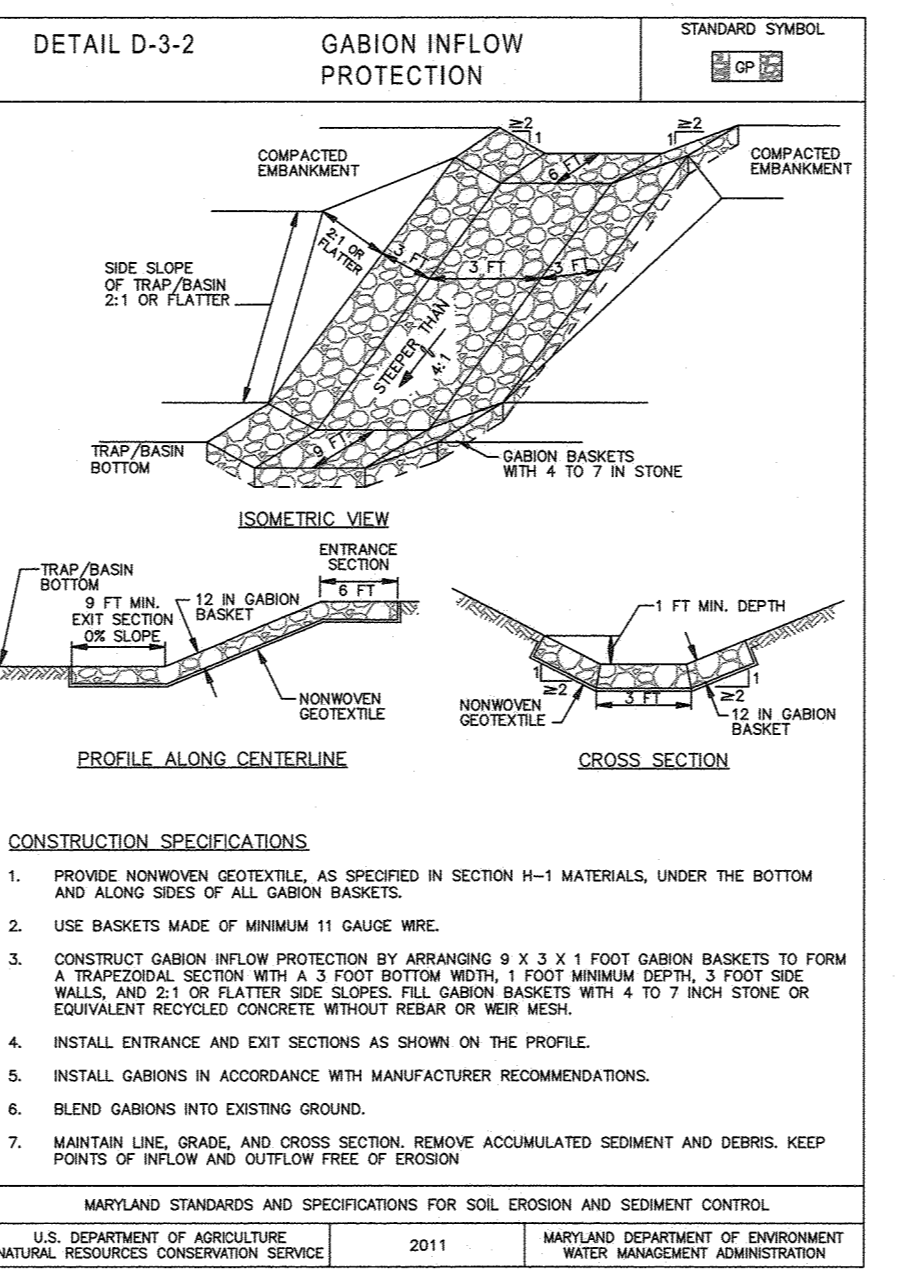 DETAIL D-3-2
GABION INFLOW
PROTECTION
STANDARD SYMBOL
GP
≥2
1
≥2
1
COMPACTED
EMBANKMENT
COMPACTED
EMBANKMENT
6 FT
2:1 OR
FLATTER
3 FT
3 FT
3 FT
SIDE SLOPE
OF TRAP/BASIN
2:1 OR FLATTER
STEEPER THAN
4:1
9 FT
TRAP/BASIN
BOTTOM
GABION BASKETS
WITH 4 TO 7 IN STONE
ISOMETRIC VIEW
TRAP/BASIN
BOTTOM
9 FT MIN.
EXIT SECTION
0% SLOPE
12 IN GABION
BASKET
ENTRANCE
SECTION
6 FT
NONWOVEN
GEOTEXTILE
PROFILE ALONG CENTERLINE
1 FT MIN. DEPTH
1
≥2
3 FT
≥2
1
NONWOVEN
GEOTEXTILE
12 IN GABION
BASKET
CROSS SECTION
CONSTRUCTION SPECIFICATIONS
1. PROVIDE NONWOVEN GEOTEXTILE, AS SPECIFIED IN SECTION H-1 MATERIALS, UNDER THE BOTTOM
AND ALONG SIDES OF ALL GABION BASKETS.
2. USE BASKETS MADE OF MINIMUM 11 GAUGE WIRE.
3. CONSTRUCT GABION INFLOW PROTECTION BY ARRANGING 9 X 3 X 1 FOOT GABION BASKETS TO FORM
A TRAPEZOIDAL SECTION WITH A 3 FOOT BOTTOM WIDTH, 1 FOOT MINIMUM DEPTH, 3 FOOT SIDE
WALLS, AND 2:1 OR FLATTER SIDE SLOPES. FILL GABION BASKETS WITH 4 TO 7 INCH STONE OR
EQUIVALENT RECYCLED CONCRETE WITHOUT REBAR OR WEIR MESH.
4. INSTALL ENTRANCE AND EXIT SECTIONS AS SHOWN ON THE PROFILE.
5. INSTALL GABIONS IN ACCORDANCE WITH MANUFACTURER RECOMMENDATIONS.
6. BLEND GABIONS INTO EXISTING GROUND.
7. MAINTAIN LINE, GRADE, AND CROSS SECTION. REMOVE ACCUMULATED SEDIMENT AND DEBRIS. KEEP
POINTS OF INFLOW AND OUTFLOW FREE OF EROSION
MARYLAND STANDARDS AND SPECIFICATIONS FOR SOIL EROSION AND SEDIMENT CONTROL
U.S. DEPARTMENT OF AGRICULTURE
NATURAL RESOURCES CONSERVATION SERVICE
2011
MARYLAND DEPARTMENT OF ENVIRONMENT
WATER MANAGEMENT ADMINISTRATION